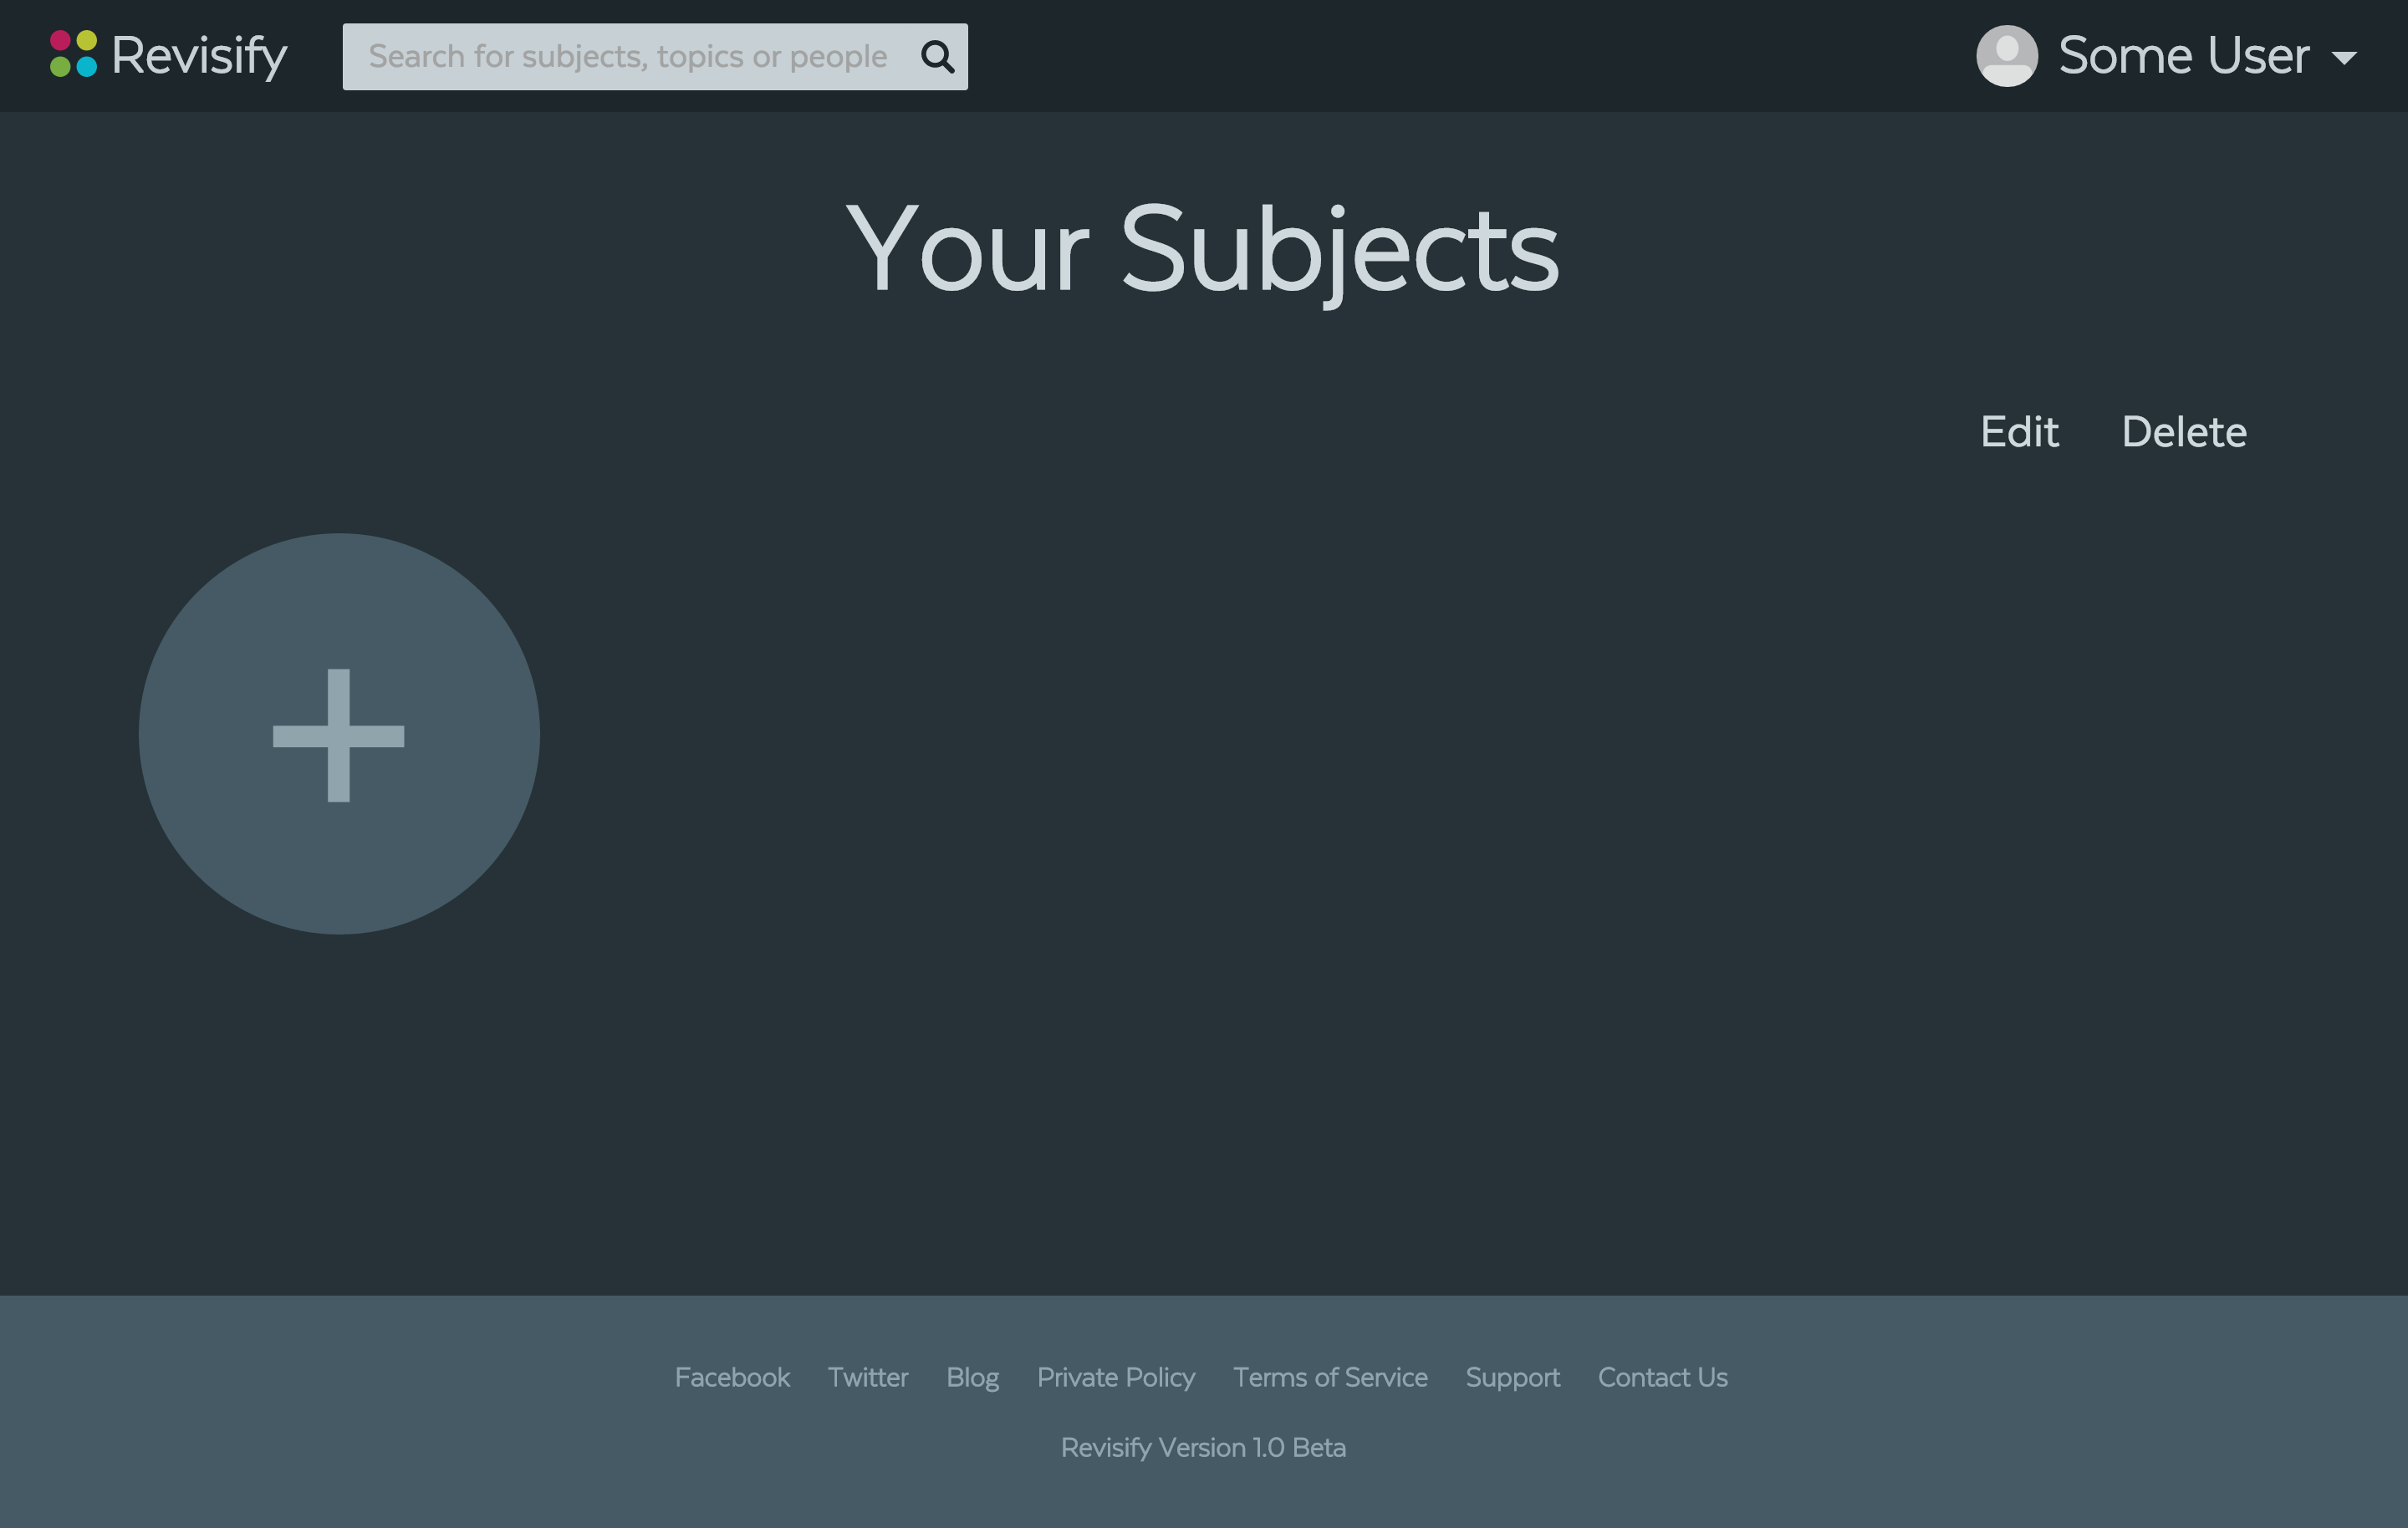 Revisify
Search for subjects, topics or people
Some User
Your Subjects
Edit Delete
Facebook Twitter Blog Private Policy Terms of Service Support Contact Us
Revisify Version 1.0 Beta